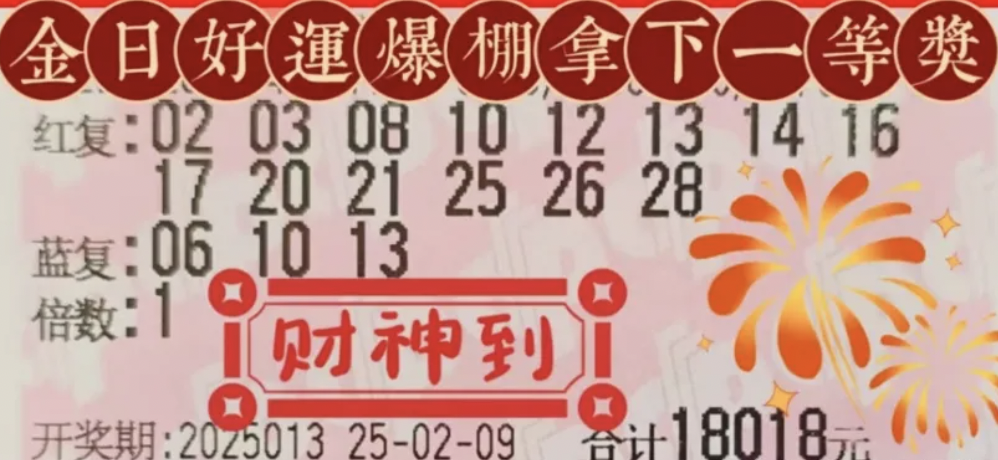 金日好運爆棚拿下一等獎
红复:02 03 08 10 12 13 14 16
17 20 21 25 26 28
蓝复:06 10 13
倍数:1
财神到
开奖期:2025013 25-02-09 合计18018元